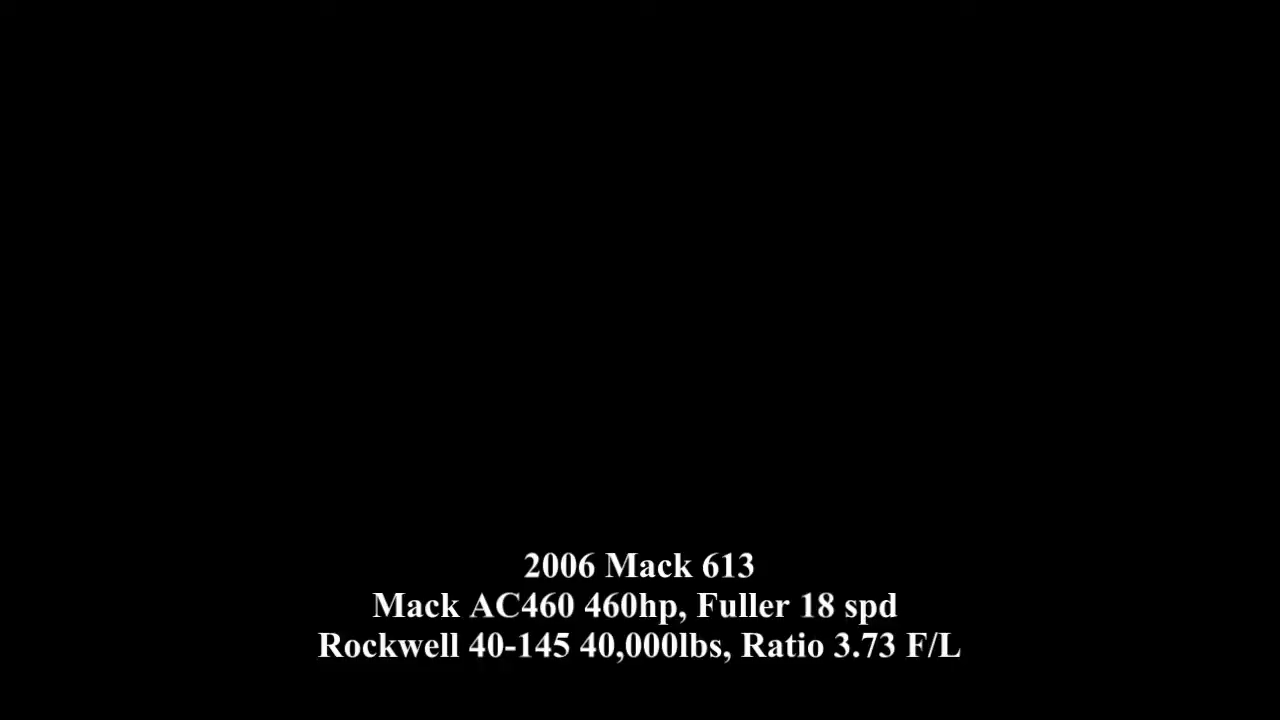 2006 Mack 613
Mack AC460 460hp, Fuller 18 spd
Rockwell 40-145 40,000lbs, Ratio 3.73 F/L